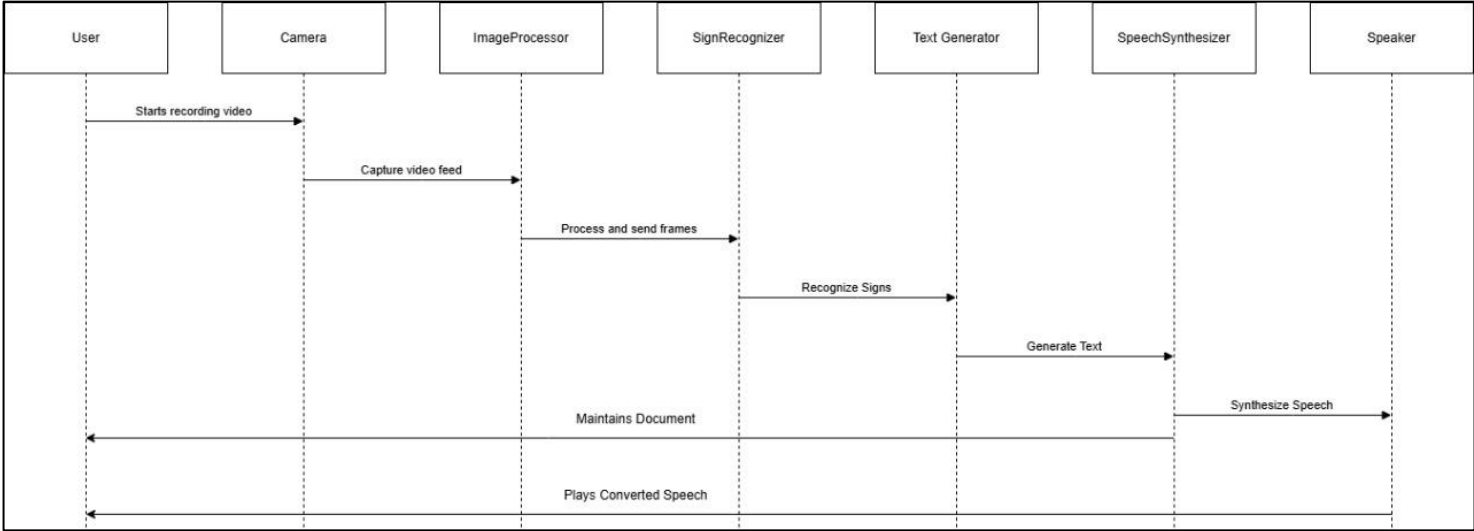 User
Camera
ImageProcessor
SignRecognizer
Text Generator
SpeechSynthesizer
Speaker
Starts recording video
Capture video feed
Process and send frames
Recognize Signs
Generate Text
Synthesize Speech
Maintains Document
Plays Converted Speech